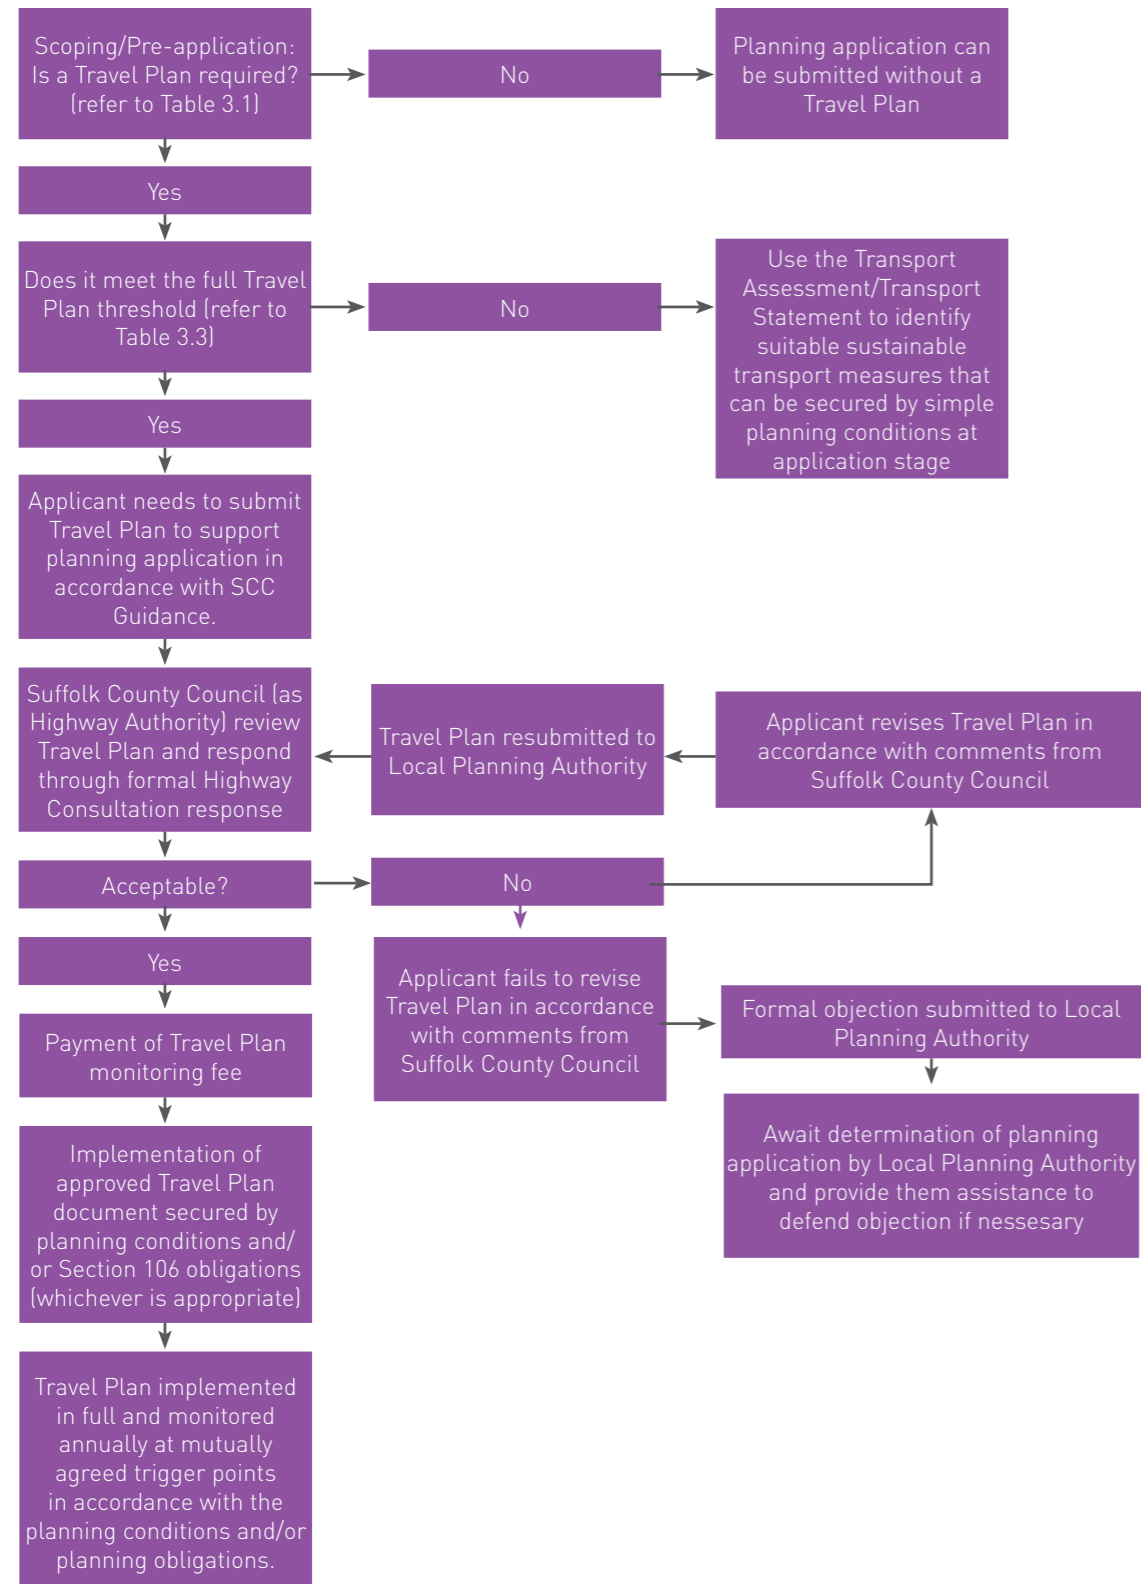 Scoping/Pre-application:
Is a Travel Plan required?
(refer to Table 3.1)
No
Planning application can
be submitted without a
Travel Plan
Yes
Does it meet the full Travel
Plan threshold (refer to
Table 3.3)
No
Use the Transport
Assessment/Transport
Statement to identify
suitable sustainable
transport measures that
can be secured by simple
planning conditions at
application stage
Yes
Applicant needs to submit
Travel Plan to support
planning application in
accordance with SCC
Guidance.
Suffolk County Council (as
Highway Authority) review
Travel Plan and respond
through formal Highway
Consultation response
Travel Plan resubmitted to
Local Planning Authority
Applicant revises Travel Plan in
accordance with comments from
Suffolk County Council
Acceptable?
No
Yes
Applicant fails to revise
Travel Plan in accordance
with comments from
Suffolk County Council
Formal objection submitted to Local
Planning Authority
Payment of Travel Plan
monitoring fee
Await determination of planning
application by Local Planning Authority
and provide them assistance to
defend objection if nessesary
Implementation of
approved Travel Plan
document secured by
planning conditions and/
or Section 106 obligations
(whichever is appropriate)
Travel Plan implemented
in full and monitored
annually at mutually
agreed trigger points
in accordance with the
planning conditions and/or
planning obligations.